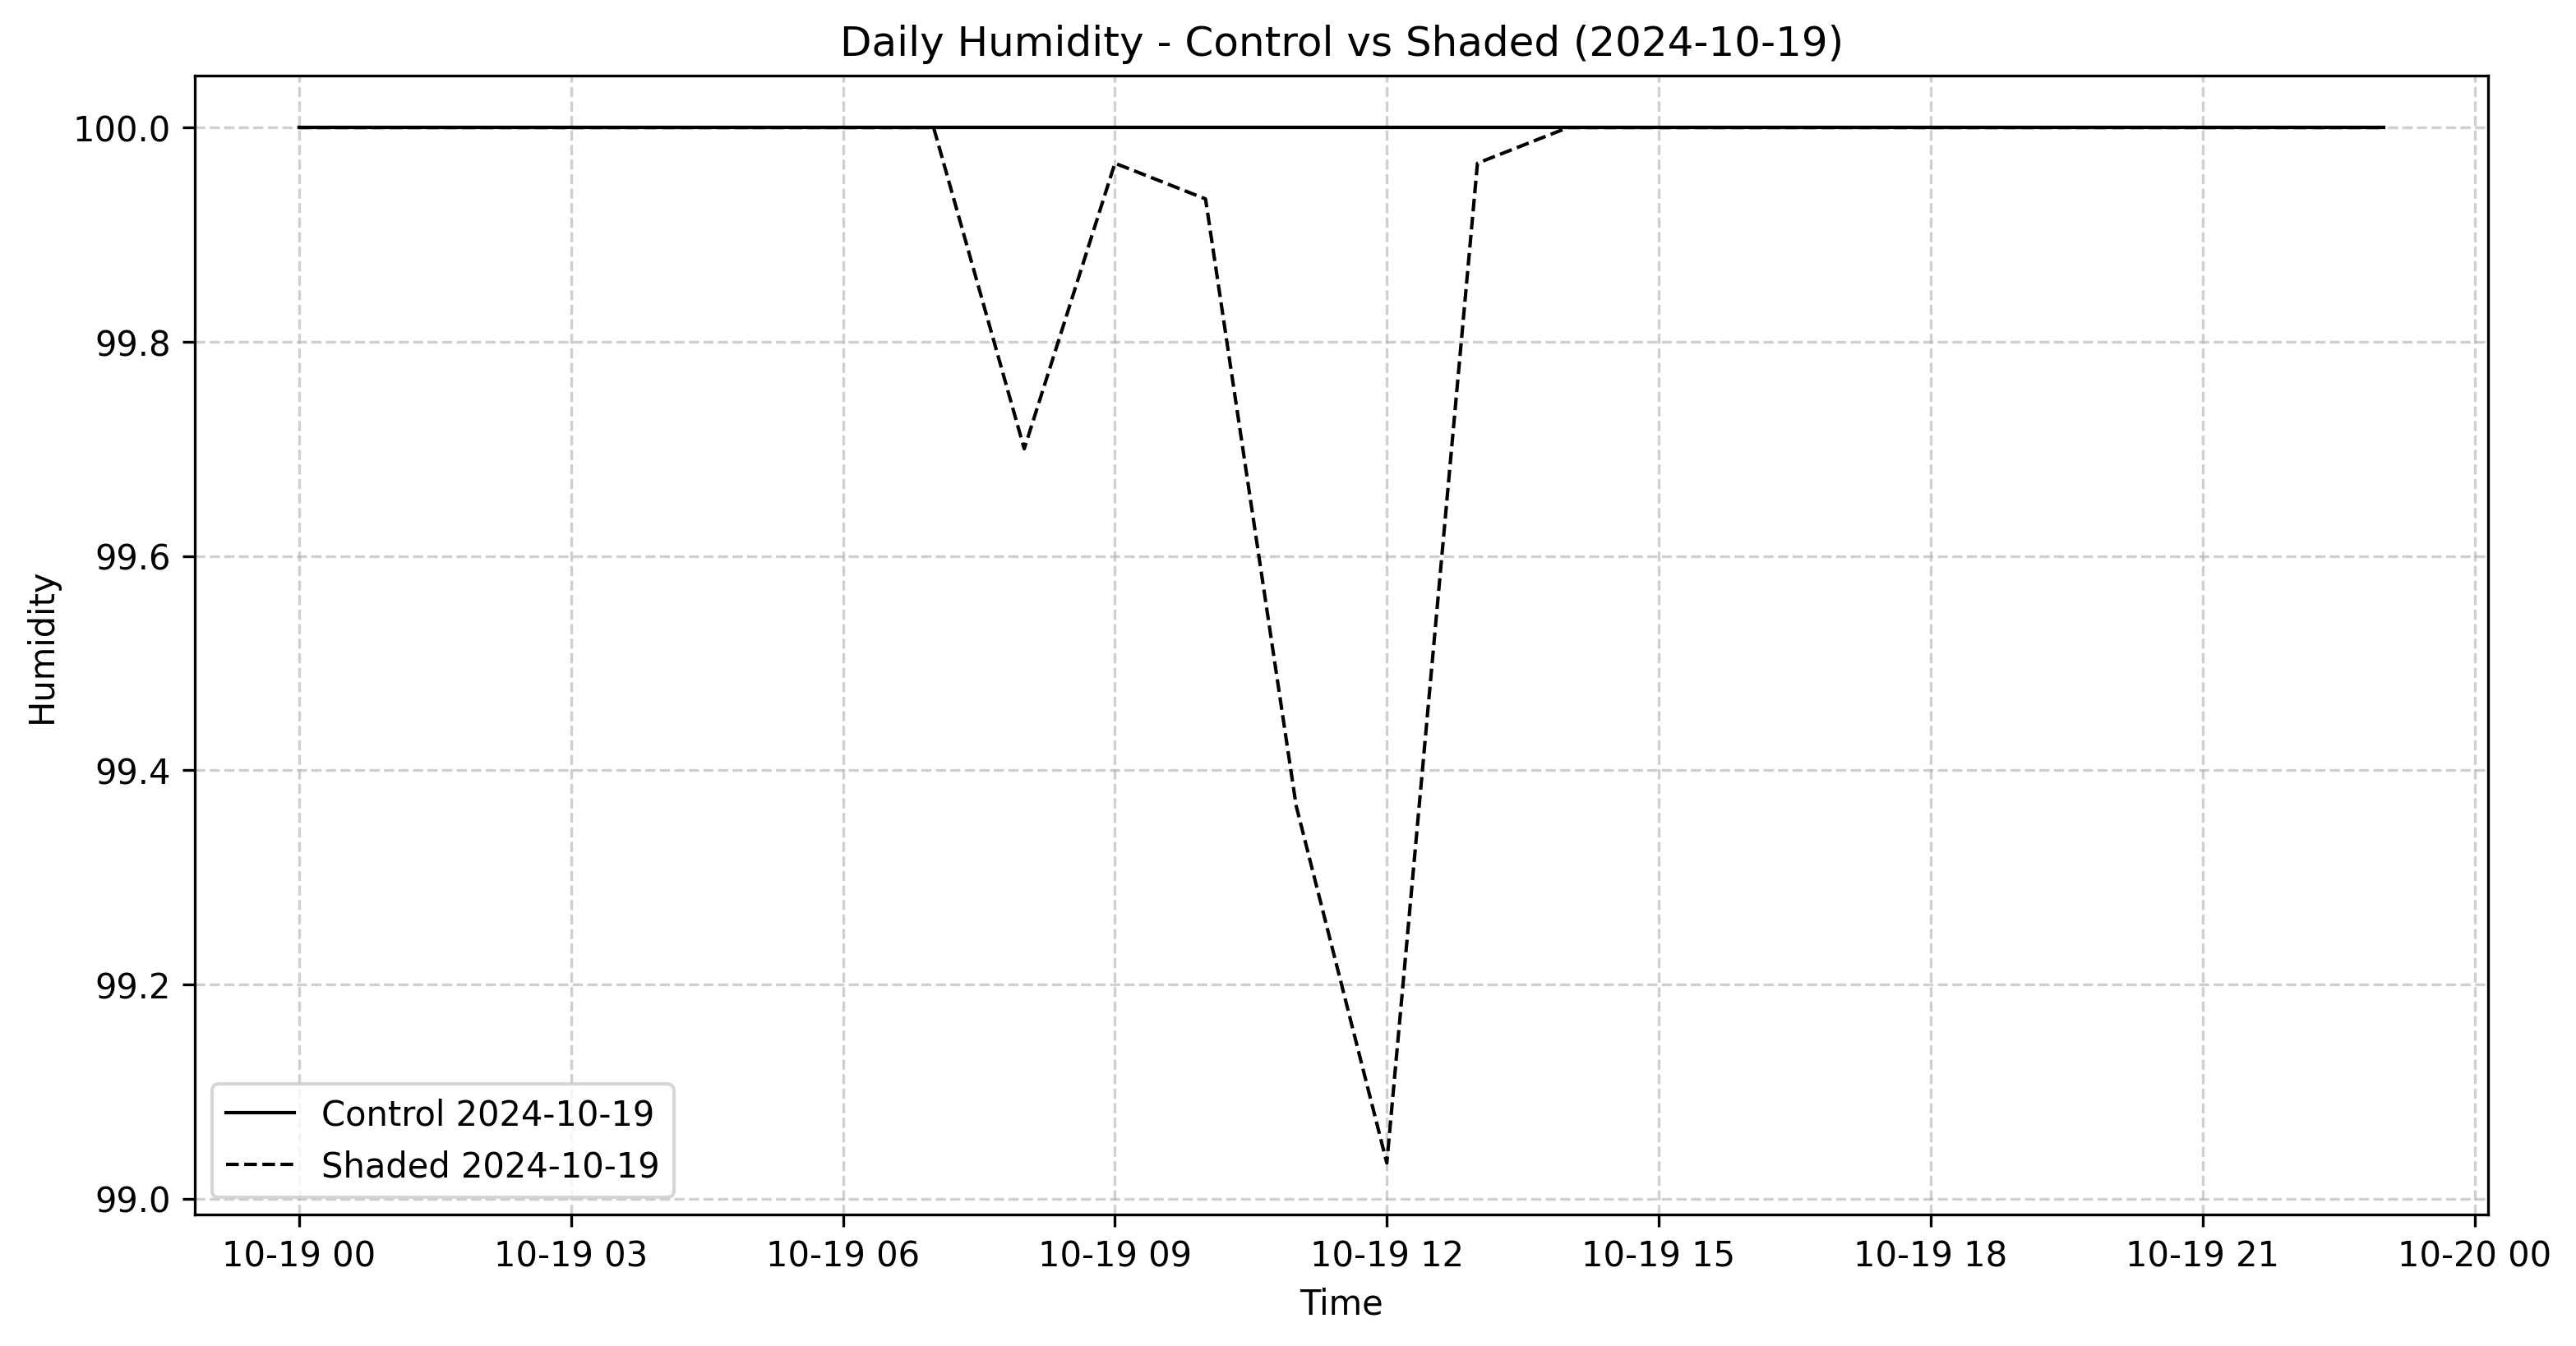 Daily Humidity - Control vs Shaded (2024-10-19)
Humidity
100.0
99.8
99.6
99.4
99.2
99.0
Control 2024-10-19
Shaded 2024-10-19
10-19 00 10-19 03 10-19 06 10-19 09 10-19 12 10-19 15 10-19 18 10-19 21 10-20 00
Time